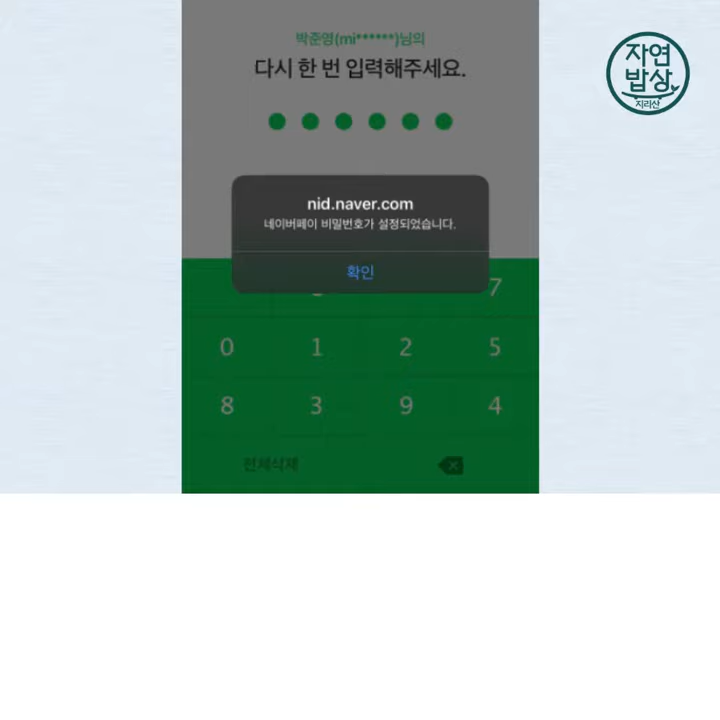 박준영(mi******)님의
다시 한 번 입력해주세요.
자연
밥상
지리산
nid.naver.com
네이버페이 비밀번호가 설정되었습니다.
확인
7
0 1 2 5
8 3 9 4
전체삭제